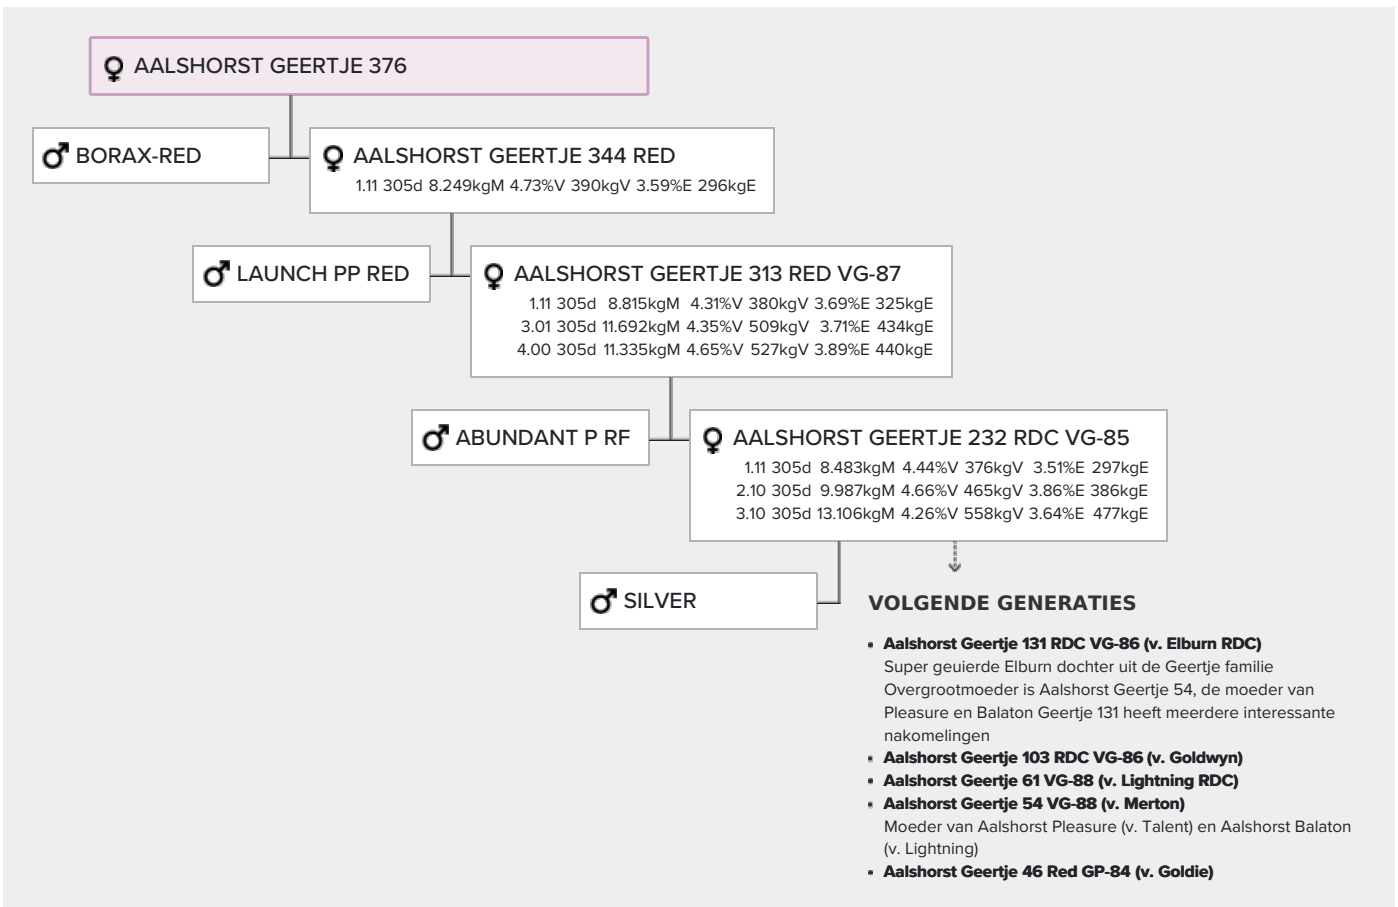 AALSHORST GEERTJE 376
BORAX-RED
AALSHORST GEERTJE 344 RED
1.11 305d 8.249kgM 4.73%V 390kgV 3.59%E 296kgE
LAUNCH PP RED
AALSHORST GEERTJE 313 RED VG-87
1.11 305d 8.815kgM 4.31%V 380kgV 3.69%E 325kgE
3.01 305d 11.692kgM 4.35%V 509kgV 3.71%E 434kgE
4.00 305d 11.335kgM 4.65%V 527kgV 3.89%E 440kgE
ABUNDANT P RF
AALSHORST GEERTJE 232 RDC VG-85
1.11 305d 8.483kgM 4.44%V 376kgV 3.51%E 297kgE
2.10 305d 9.987kgM 4.66%V 465kgV 3.86%E 386kgE
3.10 305d 13.106kgM 4.26%V 558kgV 3.64%E 477kgE
SILVER
VOLGENDE GENERATIES
Aalshorst Geertje 131 RDC VG-86 (v. Elburn RDC)
Super geuierde Elburn dochter uit de Geertje familie
Overgrootmoeder is Aalshorst Geertje 54, de moeder van
Pleasure en Balaton Geertje 131 heeft meerdere interessante
nakomelingen
Aalshorst Geertje 103 RDC VG-86 (v. Goldwyn)
Aalshorst Geertje 61 VG-88 (v. Lightning RDC)
Aalshorst Geertje 54 VG-88 (v. Merton)
Moeder van Aalshorst Pleasure (v. Talent) en Aalshorst Balaton
(v. Lightning)
Aalshorst Geertje 46 Red GP-84 (v. Goldie)